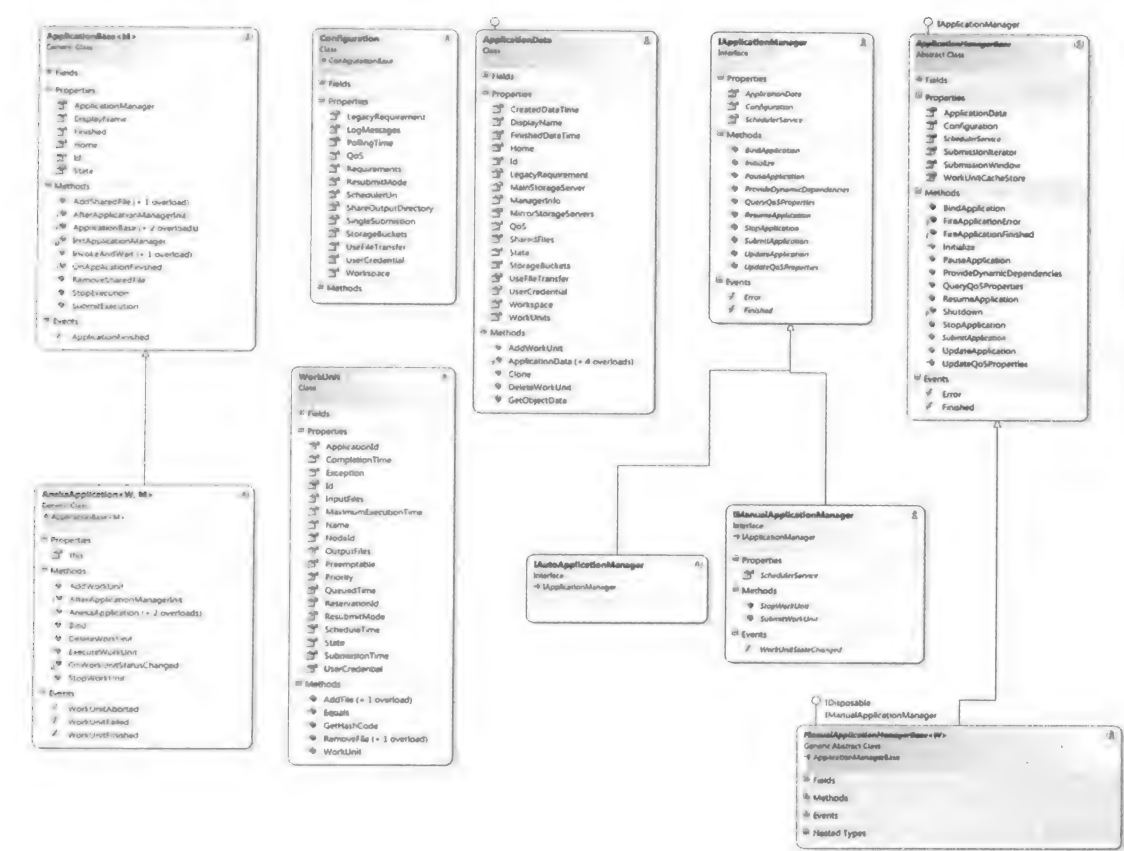 ApplicationBase<M>
Generic Class
Fields
Properties
ApplicationManager
DisplayName
Finished
Home
Id
State
Methods
AddSharedFile (+ 1 overload)
AfterApplicationManagerInit
ApplicationBase (+ 2 overloads)
InitApplicationManager
InvokeAndWait (+ 1 overload)
OnApplicationFinished
RemoveSharedFile
StopExecution
SubmitExecution
Events
ApplicationFinished
AnekaApplication<W, M>
Generic Class
ApplicationBase<M>
Properties
This
Methods
AddWorkUnit
AfterApplicationManagerInit
AnekaApplication (+ 2 overloads)
Bind
DeleteWorkUnit
ExecuteWorkUnit
OnWorkUnitStatusChanged
StopWorkUnit
Events
WorkUnitAborted
WorkUnitFailed
WorkUnitFinished
Configuration
Class
ConfigurationBase
Fields
Properties
LegacyRequirement
LogMessages
PollingTime
QoS
Requirements
ResubmitMode
SchedulerUri
ShareOutputDirectory
SingleSubmission
StorageBuckets
UseFileTransfer
UserCredential
Workspace
Methods
WorkUnit
Class
Fields
Properties
ApplicationId
CompletionTime
Exception
Id
InputFiles
MaximumExecutionTime
Name
NodeId
OutputFiles
Preemptable
Priority
QueuedTime
ReservationId
ResubmitMode
ScheduleTime
State
SubmissionTime
UserCredential
Methods
AddFile (+ 1 overload)
Equals
GetHashCode
RemoveFile (+ 1 overload)
WorkUnit
ApplicationData
Class
Fields
Properties
CreatedDateTime
DisplayName
FinishedDateTime
Home
Id
LegacyRequirement
MainStorageServer
ManagerInfo
MirrorStorageServers
QoS
SharedFiles
State
StorageBuckets
UseFileTransfer
UserCredential
Workspace
WorkUnits
Methods
AddWorkUnit
ApplicationData (+ 4 overloads)
Clone
DeleteWorkUnit
GetObjectData
IApplicationManager
Interface
Properties
ApplicationData
Configuration
SchedulerService
Methods
BindApplication
Initialize
PauseApplication
ProvideDynamicDependencies
QueryQoSProperties
ResumeApplication
StopApplication
SubmitApplication
UpdateApplication
UpdateQoSProperties
Events
Error
Finished
IAutoApplicationManager
Interface
IApplicationManager
IManualApplicationManager
Interface
IApplicationManager
Properties
SchedulerService
Methods
StopWorkUnit
SubmitWorkUnit
Events
WorkUnitStateChanged
IApplicationManager
ApplicationManagerBase
Abstract Class
Fields
Properties
ApplicationData
Configuration
SchedulerService
SubmissionIterator
SubmissionWindow
WorkUnitCacheStore
Methods
BindApplication
FireApplicationError
FireApplicationFinished
Initialize
PauseApplication
ProvideDynamicDependencies
QueryQoSProperties
ResumeApplication
Shutdown
StopApplication
SubmitApplication
UpdateApplication
UpdateQoSProperties
Events
Error
Finished
IDisposable
IManualApplicationManager
ManualApplicationManagerBase<W>
Generic Abstract Class
ApplicationManagerBase
Fields
Methods
Events
Nested Types